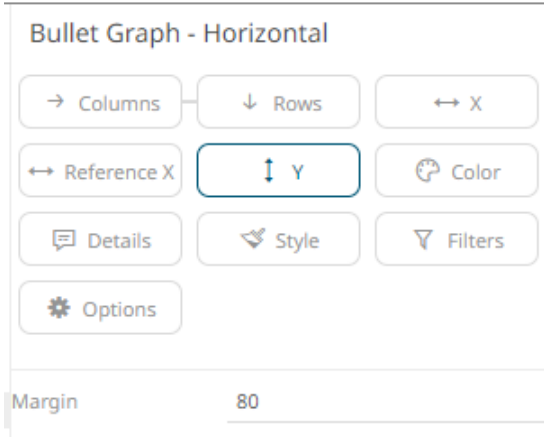 Bullet Graph - Horizontal
Columns Rows X
Reference X Y Color
Details Style Filters
Options
Margin 80